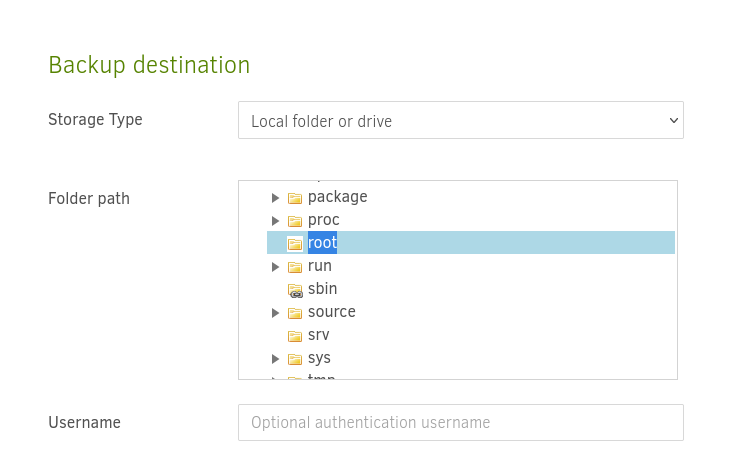 Backup destination
Storage Type
Local folder or drive
Folder path
package
proc
root
run
sbin
source
srv
sys
tmp
Username
Optional authentication username